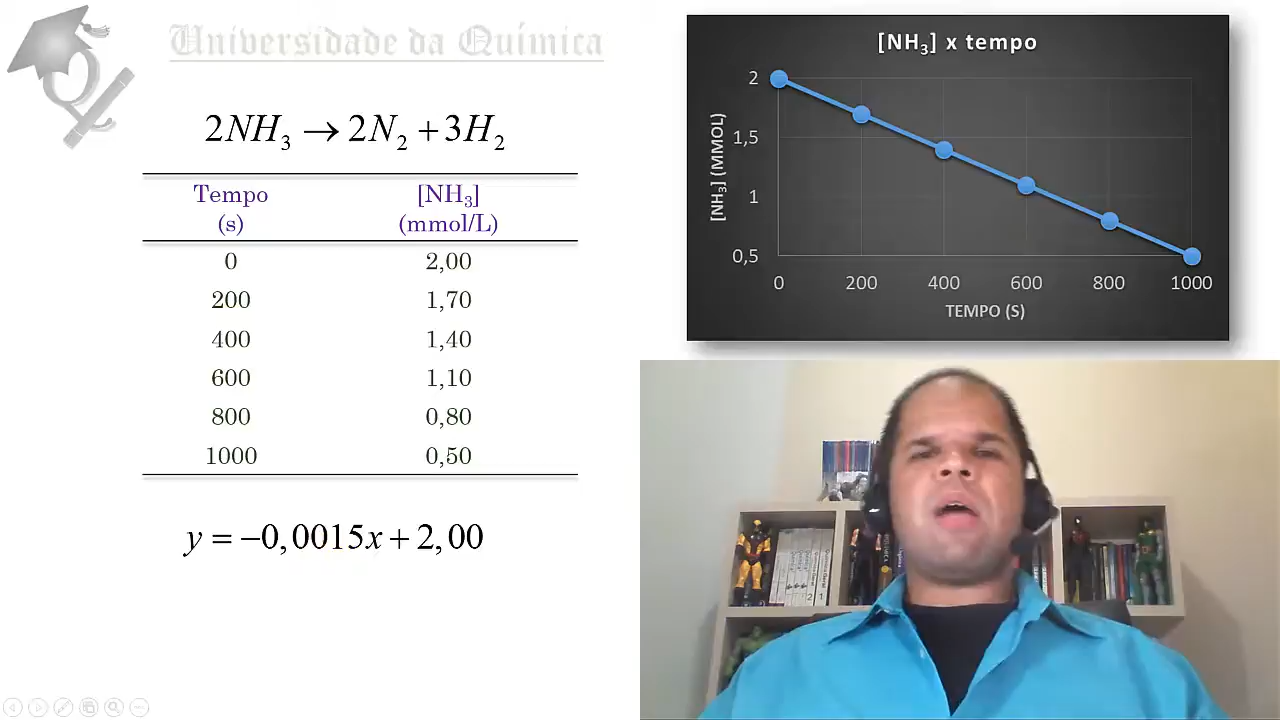 Universidade da Química
2NH₃ → 2N₂ + 3H₂
Tempo [NH₃]
(s) (mmol/L)
0 2,00
200 1,70
400 1,40
600 1,10
800 0,80
1000 0,50
y = −0,0015x + 2,00
[NH₃] x tempo
[NH₃] (MMOL)
2
1,5
1
0,5
0 200 400 600 800 1000
TEMPO (S)